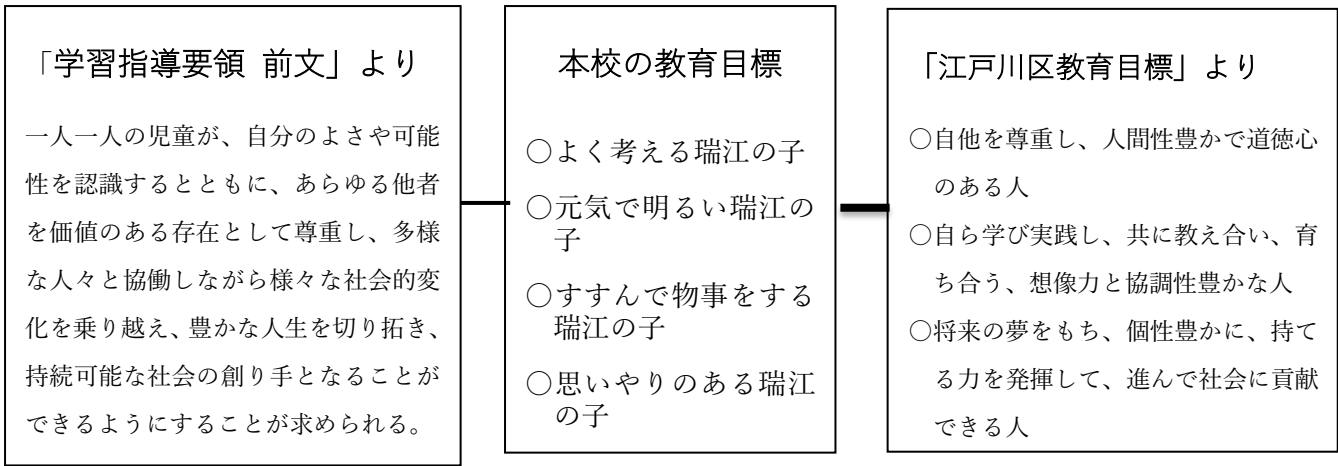 「学習指導要領 前文」より
一人一人の児童が、自分のよさや可能
性を認識するとともに、あらゆる他者
を価値のある存在として尊重し、多様
な人々と協働しながら様々な社会的変
化を乗り越え、豊かな人生を切り拓き、
持続可能な社会の創り手となることが
できるようにすることが求められる。
本校の教育目標
○よく考える瑞江の子
○元気で明るい瑞江の
子
○すすんで物事をする
瑞江の子
○思いやりのある瑞江
の子
「江戸川区教育目標」より
○自他を尊重し、人間性豊かで道徳心
のある人
○自ら学び実践し、共に教え合い、育
ち合う、想像力と協調性豊かな人
○将来の夢をもち、個性豊かに、持て
る力を発揮して、進んで社会に貢献
できる人